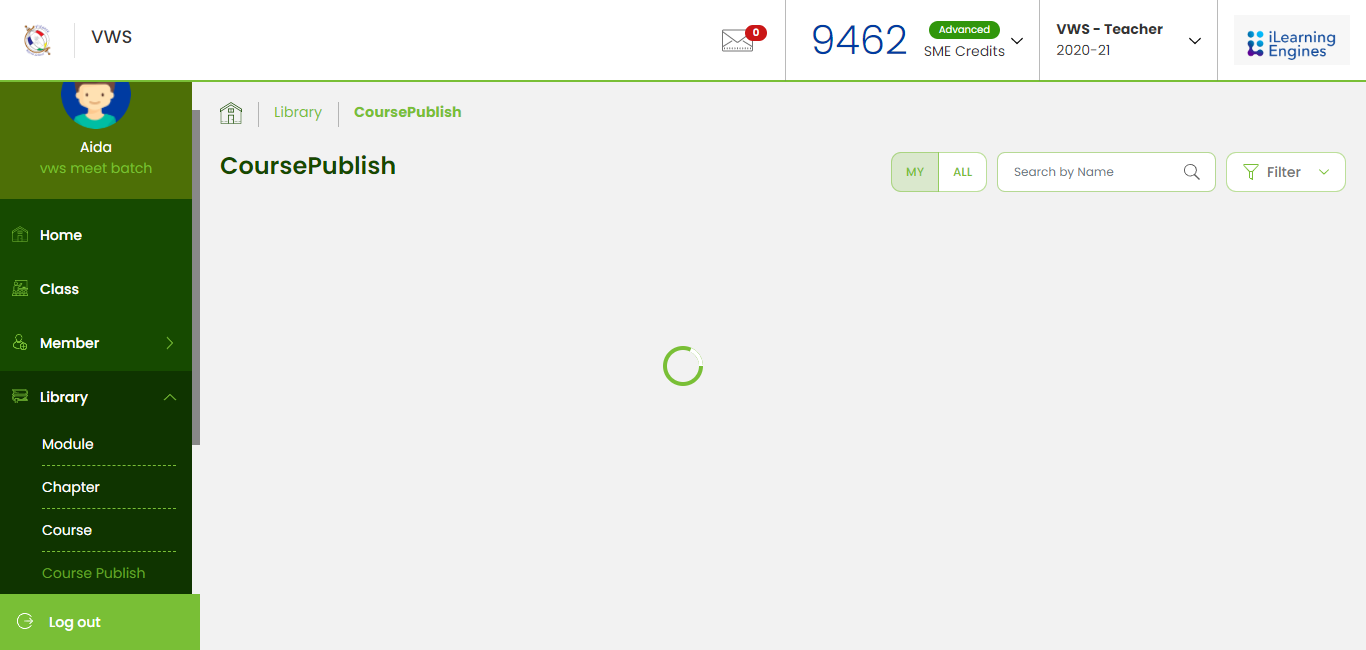 VWS
0
9462
Advanced
SME Credits
VWS - Teacher
2020-21
iLearning
Engines
Aida
vws meet batch
Home
Class
Member
Library
Module
Chapter
Course
Course Publish
Log out
Library
CoursePublish
CoursePublish
MY
ALL
Search by Name
Filter